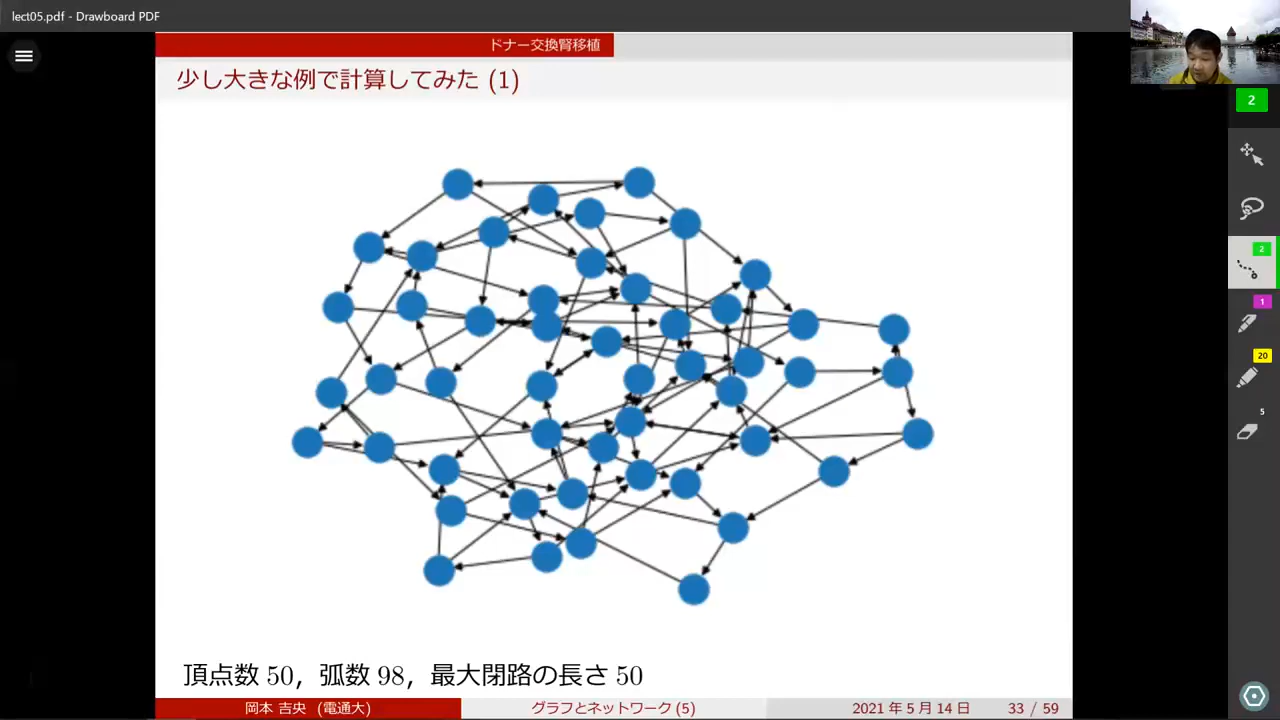 lect05.pdf - Drawboard PDF
ドナー交換腎移植
少し大きな例で計算してみた (1)
2
2
1
20
5
頂点数 50，弧数 98，最大閉路の長さ 50
岡本 吉央 (電通大)
グラフとネットワーク (5)
2021 年 5 月 14 日
33 / 59